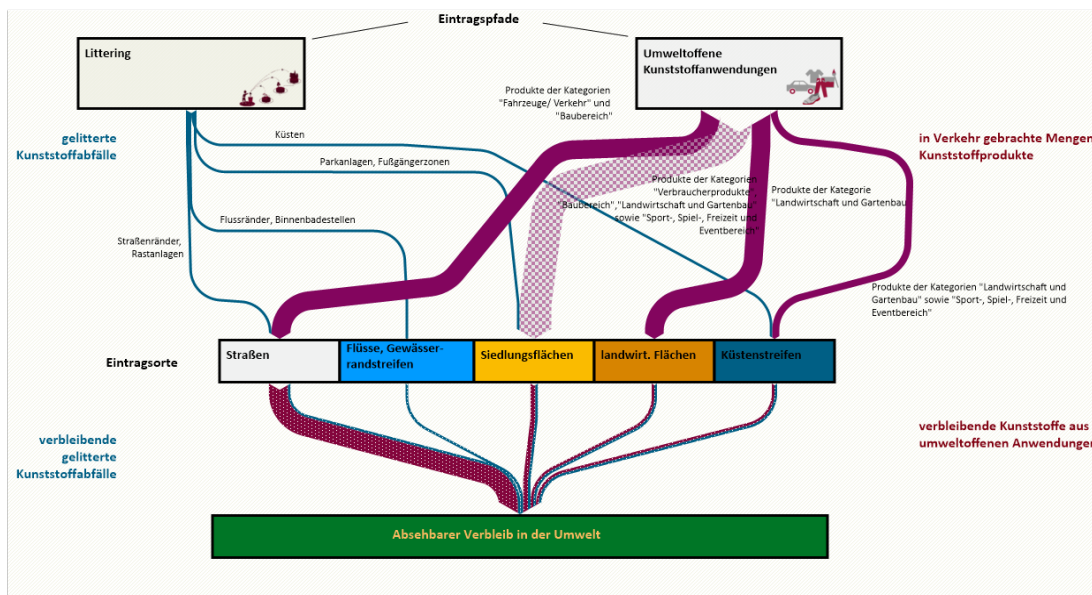 Eintragspfade
Littering
Umweltoffene
Kunststoffanwendungen
Produkte der Kategorien
"Fahrzeuge/ Verkehr" und
"Baubereich"
gelitterte
Kunststoffabfälle
Küsten
in Verkehr gebrachte Mengen
Kunststoffprodukte
Parkanlagen, Fußgängerzonen
Produkte der Kategorien
"Verbraucherprodukte",
"Baubereich","Landwirtschaft und Gartenbau"
sowie "Sport-, Spiel-, Freizeit und
Eventbereich"
Produkte der Kategorie
"Landwirtschaft und Gartenbau
Flussränder, Binnenbadestellen
Straßenränder,
Rastanlagen
Produkte der Kategorien "Landwirtschaft und
Gartenbau" sowie "Sport-, Spiel-, Freizeit und
Eventbereich"
Eintragsorte
Straßen
Flüsse, Gewässer-
randstreifen
Siedlungsflächen
landwirt. Flächen
Küstenstreifen
verbleibende
gelitterte
Kunststoffabfälle
verbleibende Kunststoffe aus
umweltoffenen Anwendungen
Absehbarer Verbleib in der Umwelt